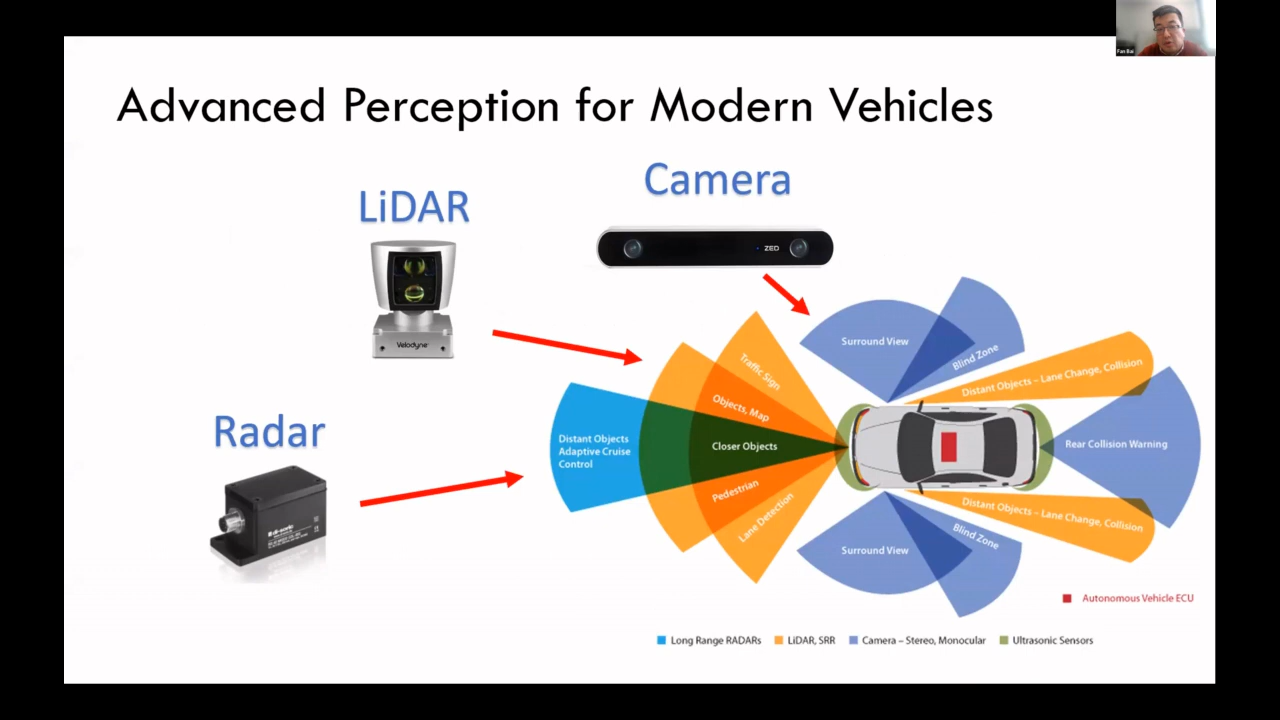 Fan Bai
Advanced Perception for Modern Vehicles
LiDAR
Camera
ZED
Velodyne
Radar
Traffic Sign
Objects, Map
Closer Objects
Pedestrian
Lane Detection
Distant Objects
Adaptive Cruise
Control
Surround View
Blind Zone
Distant Objects – Lane Change, Collision
Rear Collision Warning
Distant Objects – Lane Change, Collision
Surround View
Blind Zone
Autonomous Vehicle ECU
Long Range RADARs
LiDAR, SRR
Camera – Stereo, Monocular
Ultrasonic Sensors